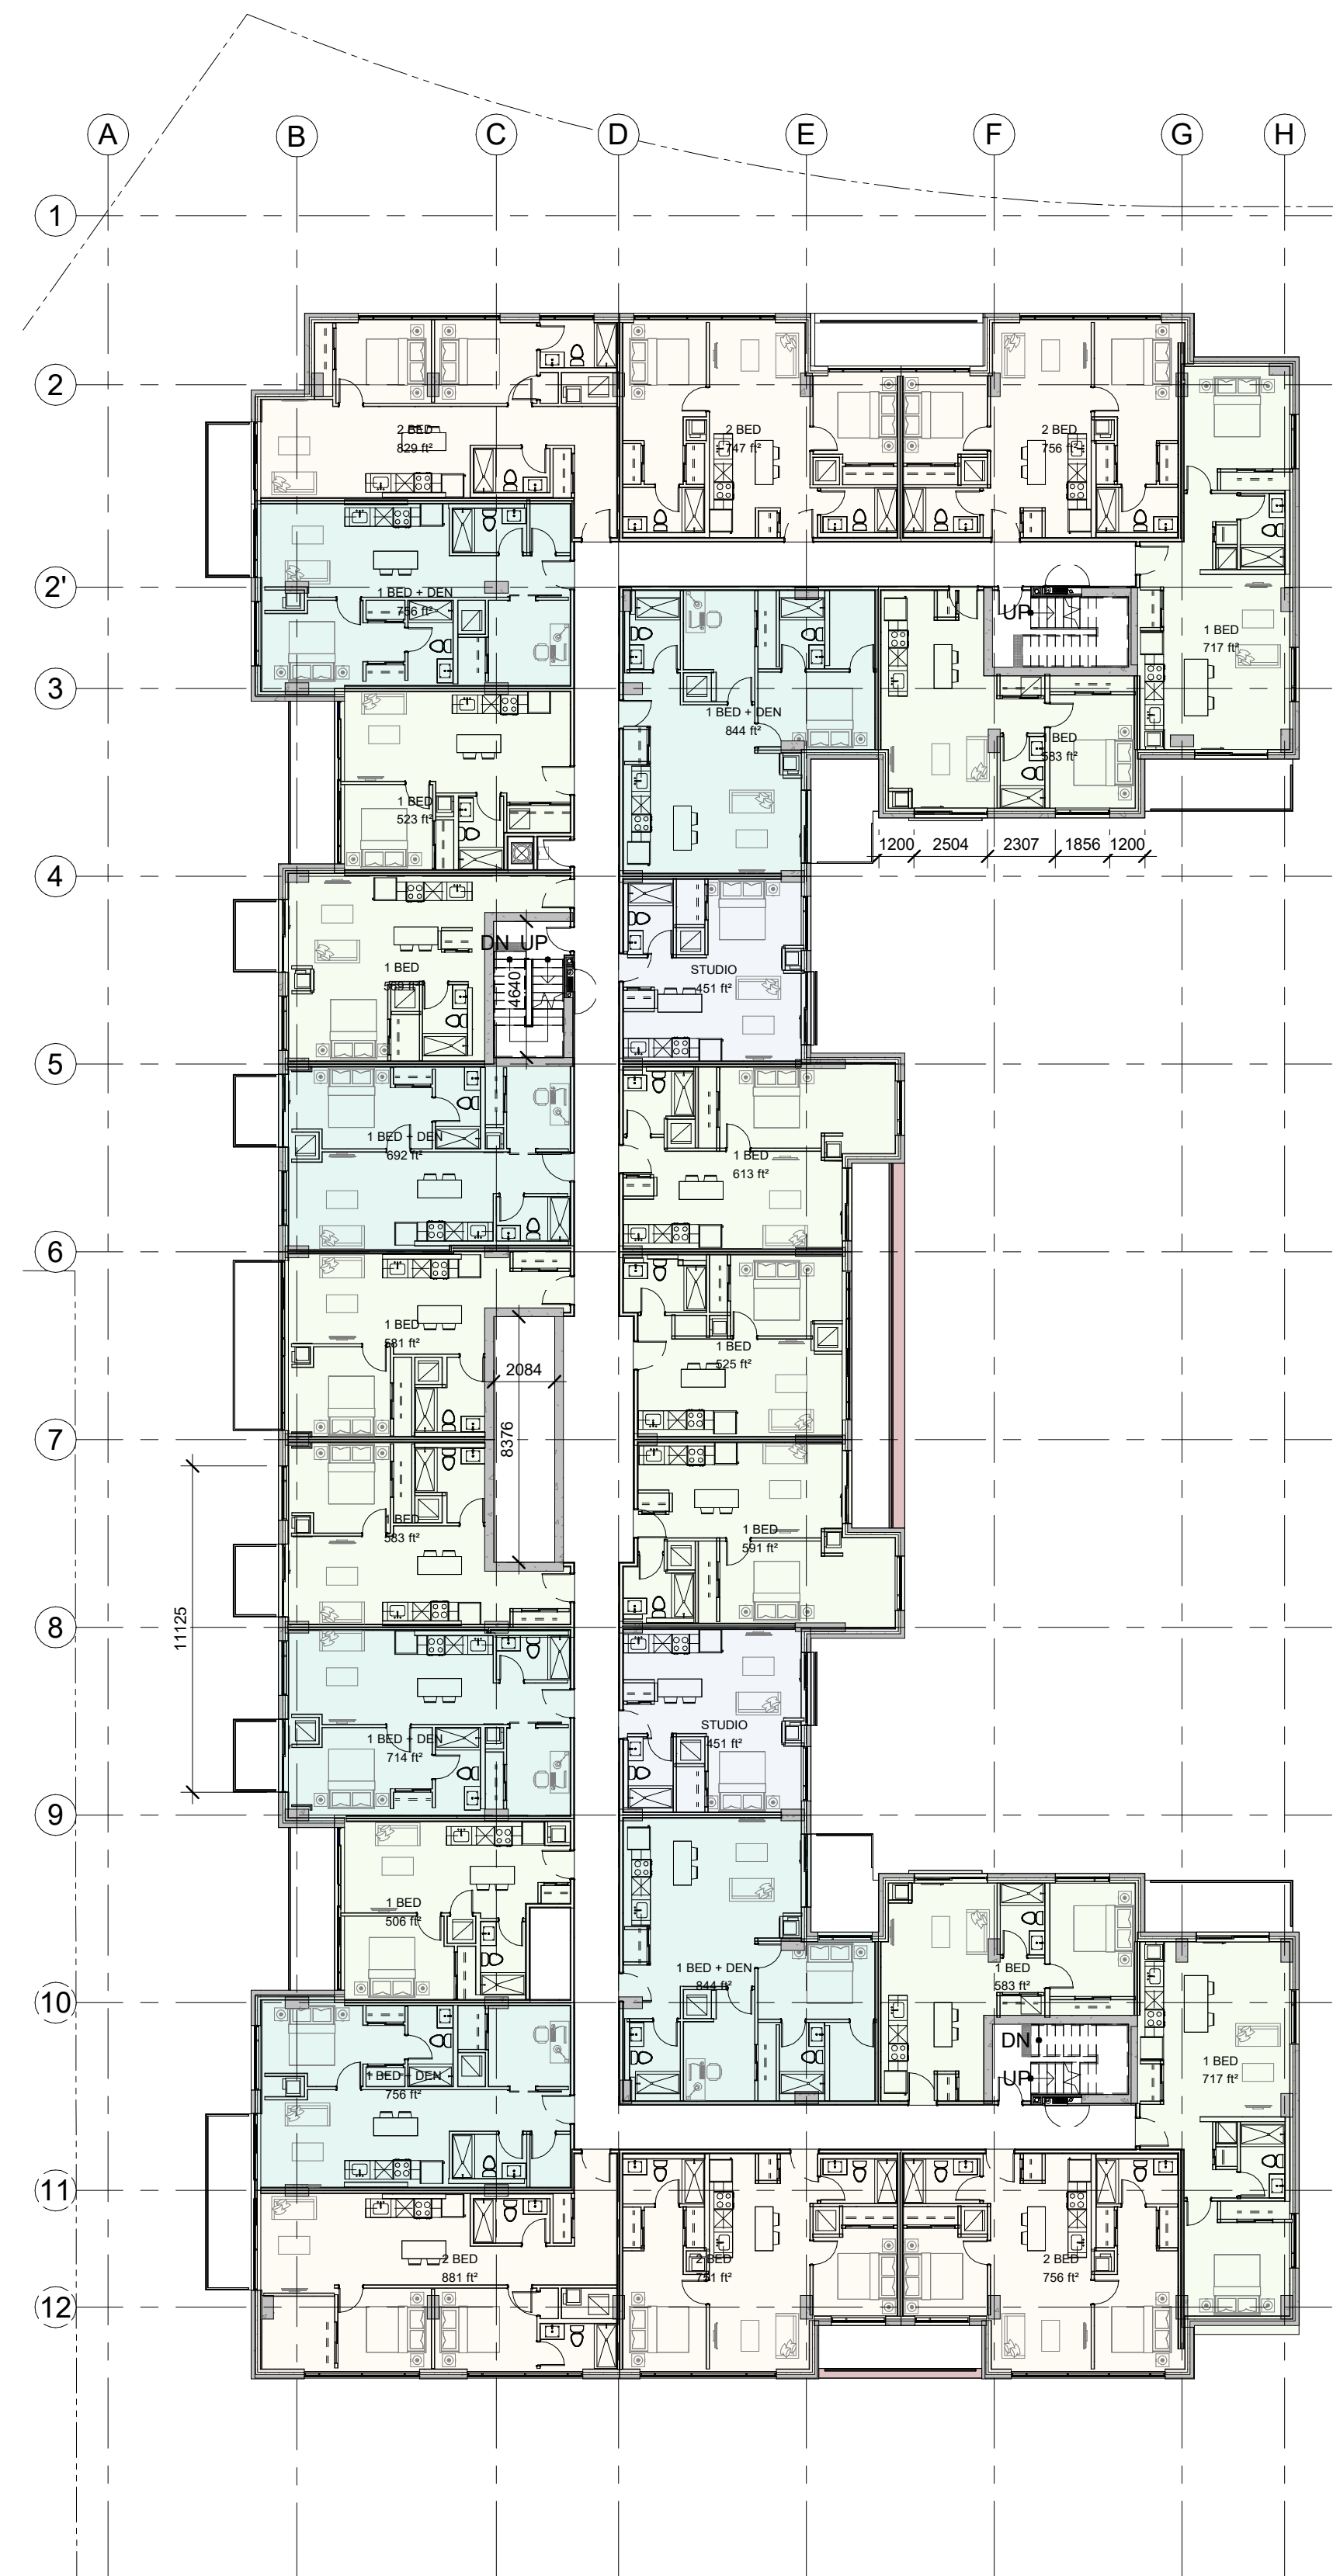 A B C D E F G H
1
2
2 BED
829 ft²
2 BED
747 ft²
2 BED
756 ft²
2'
1 BED + DEN
756 ft²
UP
1 BED
717 ft²
3
1 BED + DEN
844 ft²
BED
583 ft²
1 BED
523 ft²
1200 2504 2307 1856 1200
4
DN UP
1 BED
569 ft²
4640
STUDIO
451 ft²
5
1 BED + DEN
692 ft²
1 BED
613 ft²
6
1 BED
581 ft²
1 BED
525 ft²
2084
8376
7
1 BED
583 ft²
1 BED
591 ft²
11125
8
1 BED + DEN
714 ft²
STUDIO
451 ft²
9
1 BED
506 ft²
1 BED + DEN
844 ft²
1 BED
583 ft²
10
DN
UP
1 BED + DEN
756 ft²
1 BED
717 ft²
11
2 BED
881 ft²
2 BED
751 ft²
2 BED
756 ft²
12